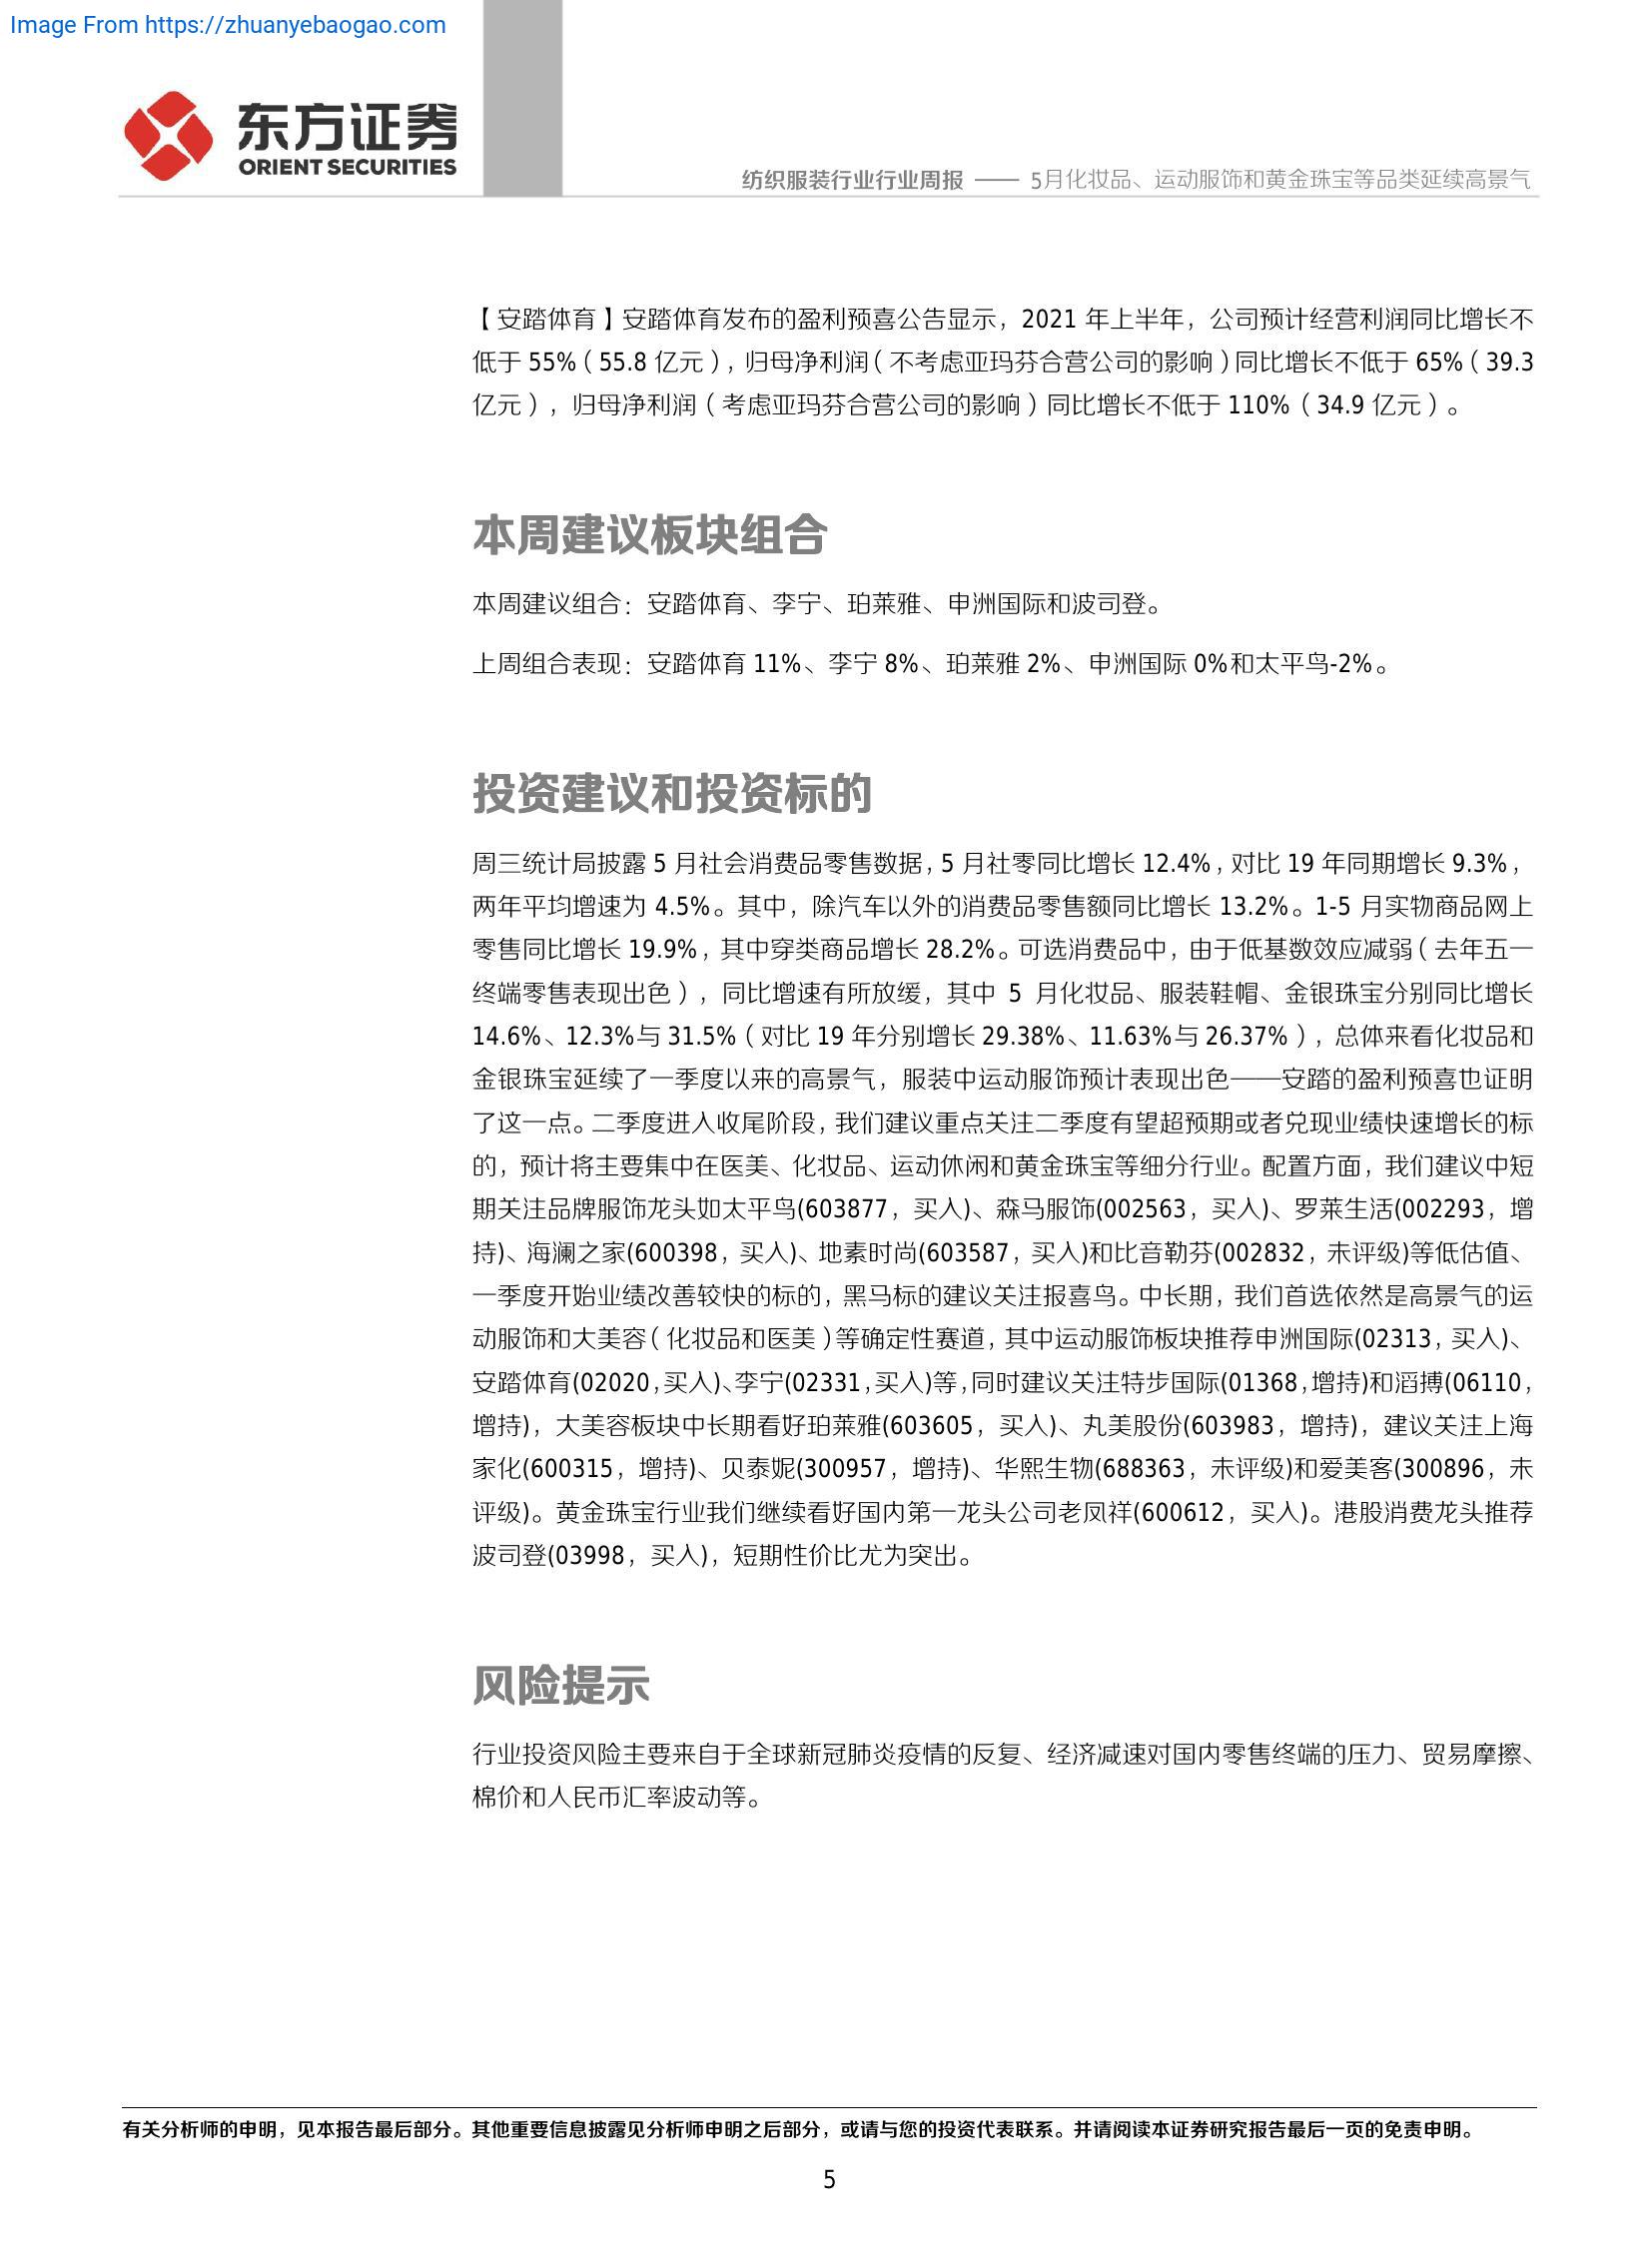 Image From https://zhuanyebaogao.com
东方证券
ORIENT SECURITIES
纺织服装行业行业周报 —— 5月化妆品、运动服饰和黄金珠宝等品类延续高景气
【安踏体育】安踏体育发布的盈利预喜公告显示，2021 年上半年，公司预计经营利润同比增长不
低于 55%（55.8 亿元），归母净利润（不考虑亚玛芬合营公司的影响）同比增长不低于 65%（39.3
亿元），归母净利润（考虑亚玛芬合营公司的影响）同比增长不低于 110%（34.9 亿元）。
本周建议板块组合
本周建议组合：安踏体育、李宁、珀莱雅、申洲国际和波司登。
上周组合表现：安踏体育 11%、李宁 8%、珀莱雅 2%、申洲国际 0%和太平鸟-2%。
投资建议和投资标的
周三统计局披露 5 月社会消费品零售数据，5 月社零同比增长 12.4%，对比 19 年同期增长 9.3%，
两年平均增速为 4.5%。其中，除汽车以外的消费品零售额同比增长 13.2%。1-5 月实物商品网上
零售同比增长 19.9%，其中穿类商品增长 28.2%。可选消费品中，由于低基数效应减弱（去年五一
终端零售表现出色），同比增速有所放缓，其中 5 月化妆品、服装鞋帽、金银珠宝分别同比增长
14.6%、12.3%与 31.5%（对比 19 年分别增长 29.38%、11.63%与 26.37%），总体来看化妆品和
金银珠宝延续了一季度以来的高景气，服装中运动服饰预计表现出色——安踏的盈利预喜也证明
了这一点。二季度进入收尾阶段，我们建议重点关注二季度有望超预期或者兑现业绩快速增长的标
的，预计将主要集中在医美、化妆品、运动休闲和黄金珠宝等细分行业。配置方面，我们建议中短
期关注品牌服饰龙头如太平鸟(603877，买入)、森马服饰(002563，买入)、罗莱生活(002293，增
持)、海澜之家(600398，买入)、地素时尚(603587，买入)和比音勒芬(002832，未评级)等低估值、
一季度开始业绩改善较快的标的，黑马标的建议关注报喜鸟。中长期，我们首选依然是高景气的运
动服饰和大美容（化妆品和医美）等确定性赛道，其中运动服饰板块推荐申洲国际(02313，买入)、
安踏体育(02020，买入)、李宁(02331，买入)等，同时建议关注特步国际(01368，增持)和滔搏(06110，
增持)，大美容板块中长期看好珀莱雅(603605，买入)、丸美股份(603983，增持)，建议关注上海
家化(600315，增持)、贝泰妮(300957，增持)、华熙生物(688363，未评级)和爱美客(300896，未
评级)。黄金珠宝行业我们继续看好国内第一龙头公司老凤祥(600612，买入)。港股消费龙头推荐
波司登(03998，买入)，短期性价比尤为突出。
风险提示
行业投资风险主要来自于全球新冠肺炎疫情的反复、经济减速对国内零售终端的压力、贸易摩擦、
棉价和人民币汇率波动等。
有关分析师的申明，见本报告最后部分。其他重要信息披露见分析师申明之后部分，或请与您的投资代表联系。并请阅读本证券研究报告最后一页的免责申明。
5